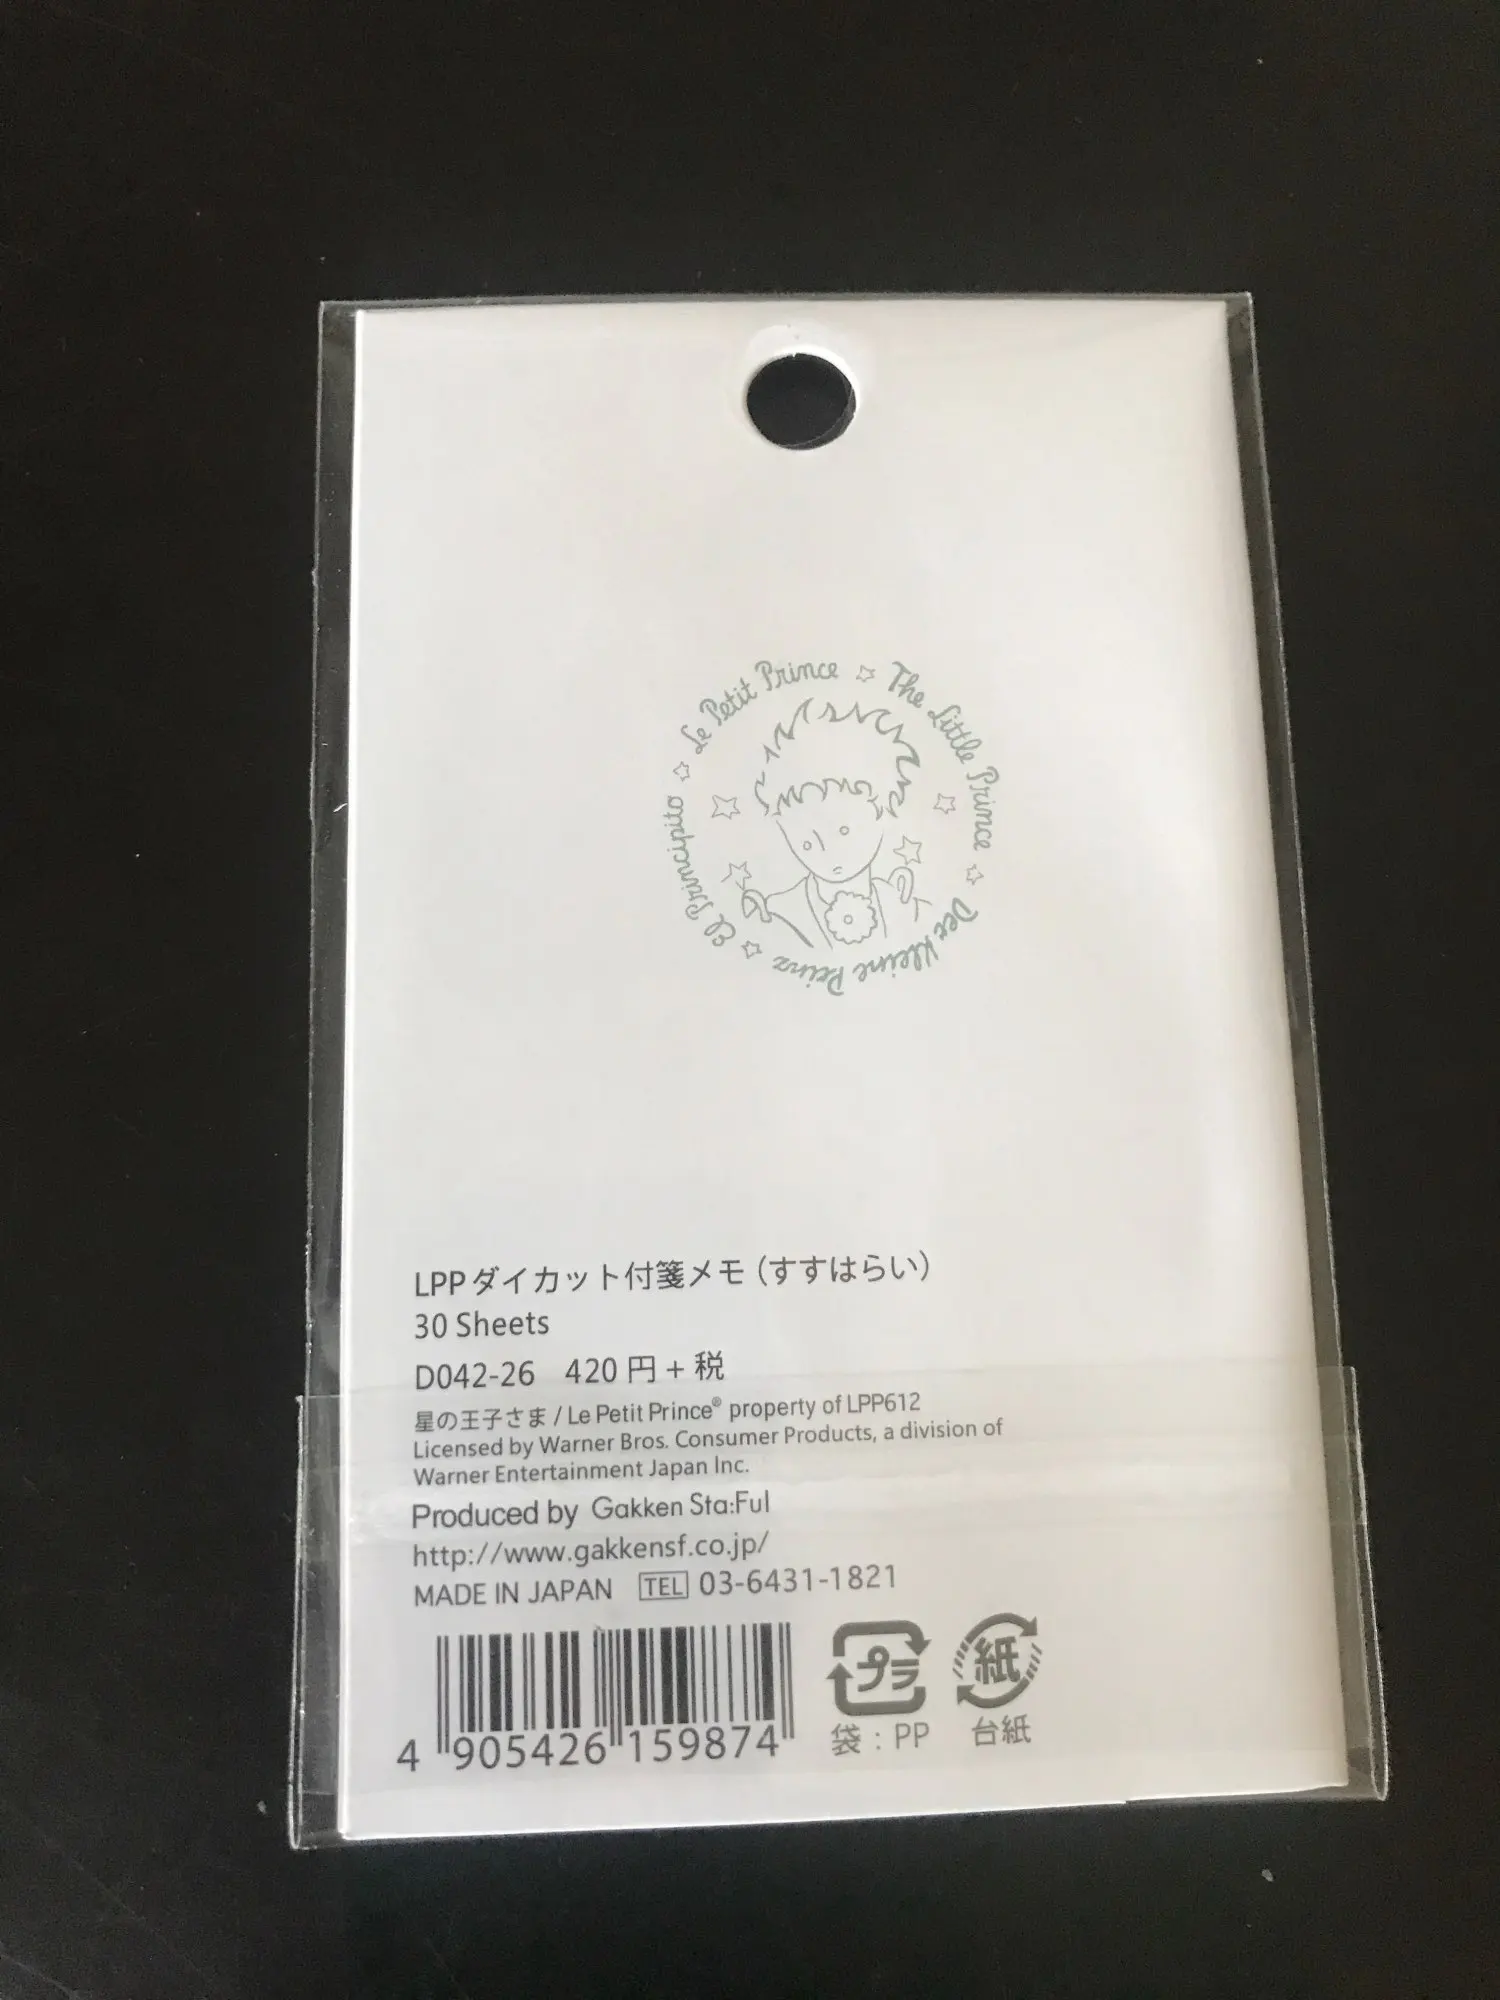 Le Petit Prince ☆ The Little Prince ☆ Der Kleine Prinz ☆ El Principito ☆
LPPダイカット付箋メモ（すすはらい）
30 Sheets
D042-26 420 円 + 税
星の王子さま / Le Petit Prince® property of LPP612
Licensed by Warner Bros. Consumer Products, a division of
Warner Entertainment Japan Inc.
Produced by Gakken Sta:Ful
http://www.gakkensf.co.jp/
MADE IN JAPAN TEL 03-6431-1821
4 905426 159874
プラ
袋：PP
紙
台紙